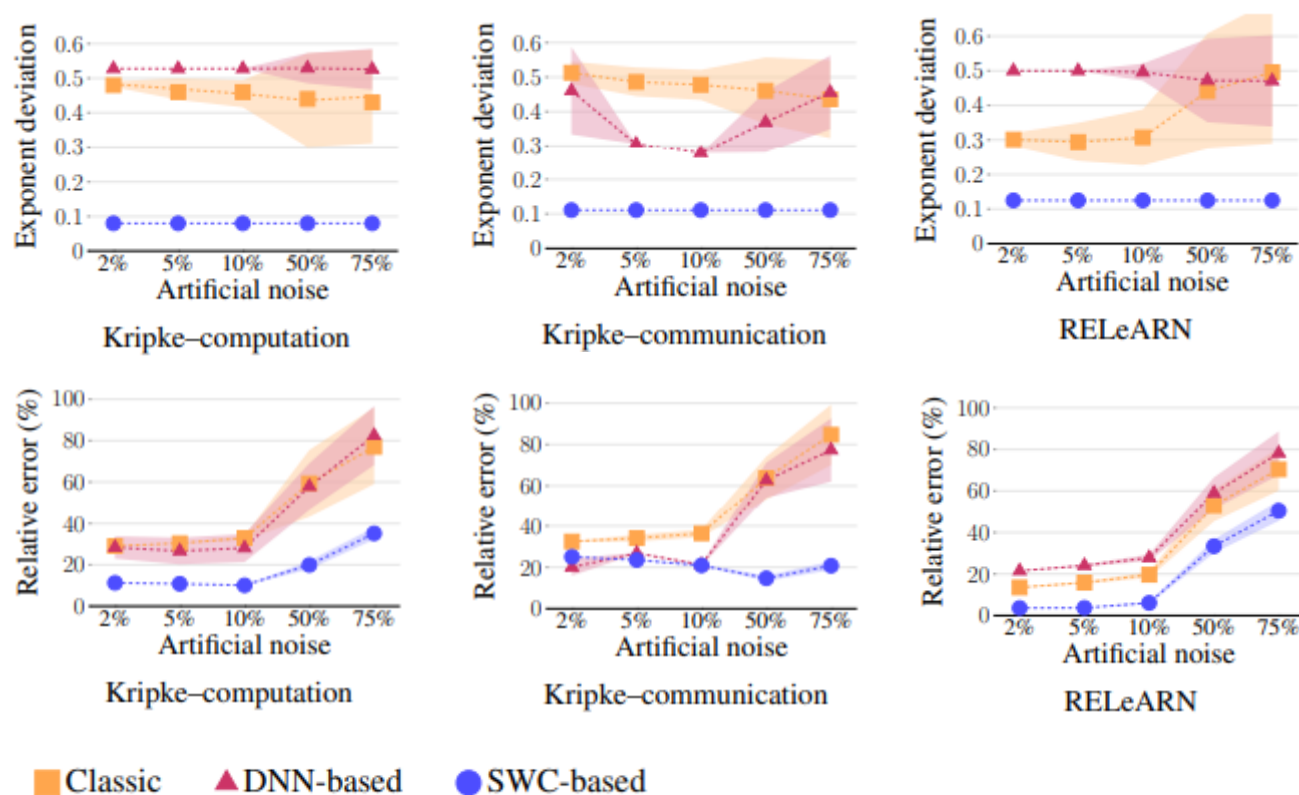 Exponent deviation
0.6
0.5
0.4
0.3
0.2
0.1
0
2% 5% 10% 50% 75%
Artificial noise
Kripke–computation
Exponent deviation
0.6
0.5
0.4
0.3
0.2
0.1
0
2% 5% 10% 50% 75%
Artificial noise
Kripke–communication
Exponent deviation
0.6
0.5
0.4
0.3
0.2
0.1
0
2% 5% 10% 50% 75%
Artificial noise
RELeARN
Relative error (%)
100
80
60
40
20
0
2% 5% 10% 50% 75%
Artificial noise
Kripke–computation
Relative error (%)
100
80
60
40
20
0
2% 5% 10% 50% 75%
Artificial noise
Kripke–communication
Relative error (%)
100
80
60
40
20
0
2% 5% 10% 50% 75%
Artificial noise
RELeARN
Classic DNN-based SWC-based